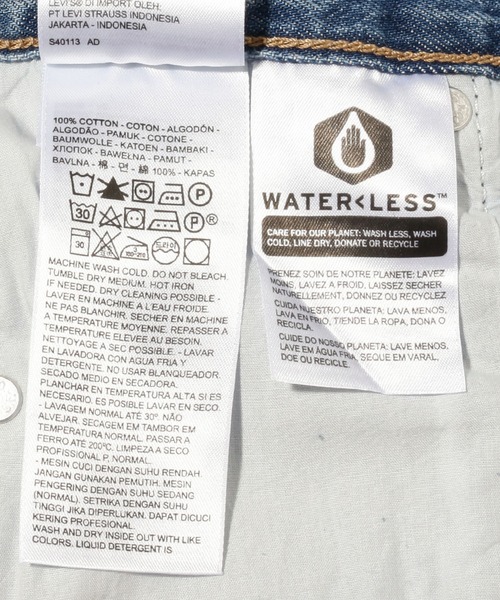 LEVI'S® DI IMPOR OLEH:
PT LEVI STRAUSS INDONESIA
JAKARTA - INDONESIA
S40113 AD
100% COTTON - COTON - ALGODÓN -
ALGODÃO - PAMUK - COTONE -
BAUMWOLLE - KATOEN - BAMBAKI -
ХЛОПОК - BAWEŁNA - PAMUT -
BAVLNA - 棉 - 면 - 綿 100% - KAPAS
P
30 P ®
30
MACHINE WASH COLD. DO NOT BLEACH.
TUMBLE DRY MEDIUM. HOT IRON
IF NEEDED. DRY CLEANING POSSIBLE -
LAVER EN MACHINE A L'EAU FROIDE.
NE PAS BLANCHIR. SECHER EN MACHINE
A TEMPERATURE MOYENNE. REPASSER A
TEMPERATURE ELEVEE AU BESOIN.
NETTOYAGE A SEC POSSIBLE. - LAVAR
EN LAVADORA CON AGUA FRIA Y
DETERGENTE. NO USAR BLANQUEADOR.
SECADO MEDIO EN SECADORA.
PLANCHAR EN TEMPERATURA ALTA SI ES
NECESARIO. ES POSIBLE LAVAR EN SECO.
- LAVAGEM NORMAL ATÉ 30º. NÃO
ALVEJAR. SECAGEM EM TAMBOR EM
TEMPERATURA NORMAL. PASSAR A
FERRO ATÉ 200ºC. LIMPEZA A SECO
PROFISSIONAL P, NORMAL.
- MESIN CUCI DENGAN SUHU RENDAH.
JANGAN GUNAKAN PEMUTIH. MESIN
PENGERING DENGAN SUHU SEDANG
(NORMAL). SETRIKA DENGAN SUHU
TINGGI JIKA DIPERLUKAN. DAPAT DICUCI
KERING PROFESIONAL.
WASH AND DRY INSIDE OUT WITH LIKE
COLORS. LIQUID DETERGENT IS
WATER<LESS™
CARE FOR OUR PLANET: WASH LESS, WASH
COLD, LINE DRY, DONATE OR RECYCLE
PRENEZ SOIN DE NOTRE PLANETE: LAVEZ
MOINS, LAVEZ A FROID, LAISSEZ SECHER
NATURELLEMENT, DONNEZ OU RECYCLEZ
CUIDA NUESTRO PLANETA: LAVA MENOS,
LAVA EN FRIO, TIENDE LA ROPA, DONA O
RECICLA.
CUIDE DO NOSSO PLANETA: LAVE MENOS,
LAVE EM ÁGUA FRIA, SEQUE EM VARAL,
DOE OU RECICLE.